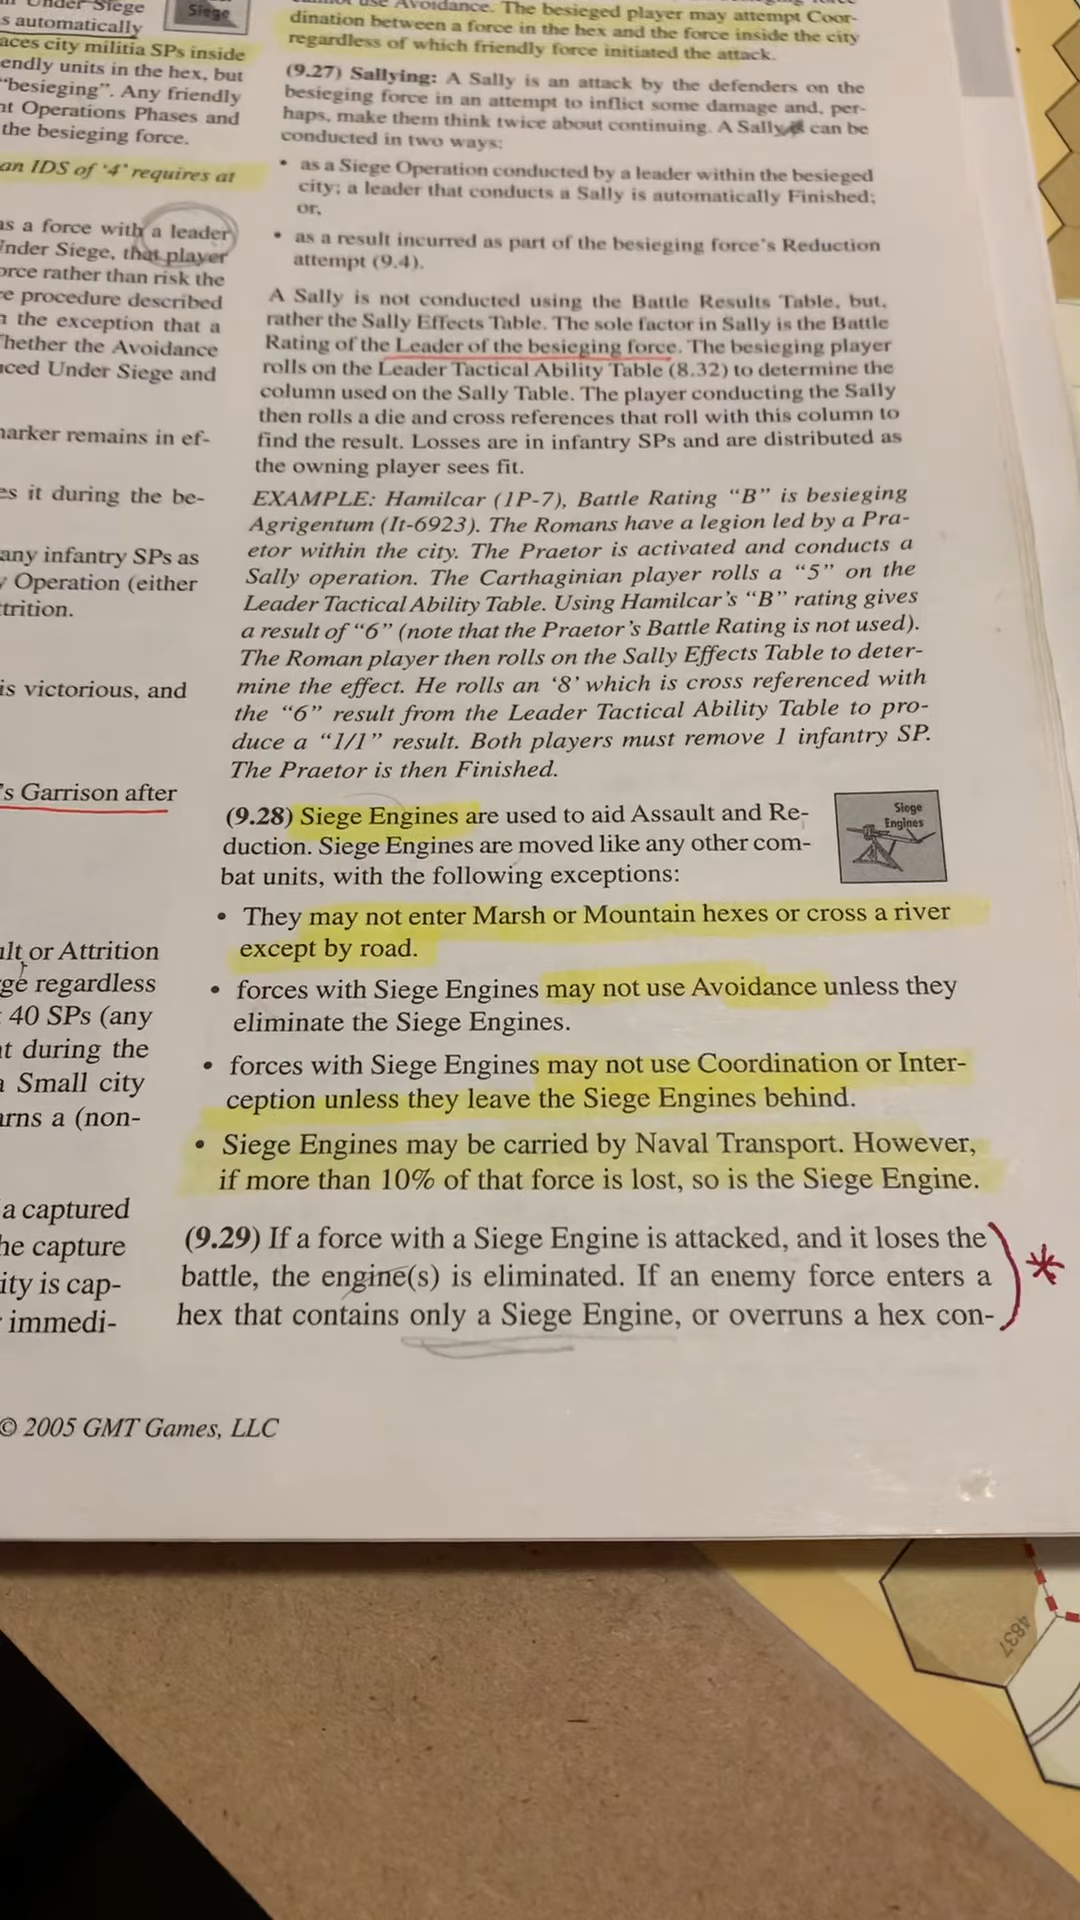 Under Siege
s automatically
aces city militia SPs inside
endly units in the hex, but
"besieging". Any friendly
nt Operations Phases and
the besieging force.
an IDS of '4' requires at
as a force with a leader
Under Siege, that player
orce rather than risk the
e procedure described
the exception that a
Whether the Avoidance
aced Under Siege and
marker remains in ef-
es it during the be-
any infantry SPs as
y Operation (either
ttrition.
is victorious, and
's Garrison after
ult or Attrition
ge regardless
40 SPs (any
at during the
a Small city
urns a (non-
a captured
he capture
ity is cap-
immedi-
© 2005 GMT Games, LLC
Siege
cannot use Avoidance. The besieged player may attempt Coor-
dination between a force in the hex and the force inside the city
regardless of which friendly force initiated the attack.
(9.27) Sallying: A Sally is an attack by the defenders on the
besieging force in an attempt to inflict some damage and, per-
haps, make them think twice about continuing. A Sally can be
conducted in two ways:
• as a Siege Operation conducted by a leader within the besieged
city; a leader that conducts a Sally is automatically Finished;
or,
• as a result incurred as part of the besieging force's Reduction
attempt (9.4).
A Sally is not conducted using the Battle Results Table, but,
rather the Sally Effects Table. The sole factor in Sally is the Battle
Rating of the Leader of the besieging force. The besieging player
rolls on the Leader Tactical Ability Table (8.32) to determine the
column used on the Sally Table. The player conducting the Sally
then rolls a die and cross references that roll with this column to
find the result. Losses are in infantry SPs and are distributed as
the owning player sees fit.
EXAMPLE: Hamilcar (1P-7), Battle Rating "B" is besieging
Agrigentum (It-6923). The Romans have a legion led by a Pra-
etor within the city. The Praetor is activated and conducts a
Sally operation. The Carthaginian player rolls a "5" on the
Leader Tactical Ability Table. Using Hamilcar's "B" rating gives
a result of "6" (note that the Praetor's Battle Rating is not used).
The Roman player then rolls on the Sally Effects Table to deter-
mine the effect. He rolls an '8' which is cross referenced with
the "6" result from the Leader Tactical Ability Table to pro-
duce a "1/1" result. Both players must remove 1 infantry SP.
The Praetor is then Finished.
(9.28) Siege Engines are used to aid Assault and Re-
duction. Siege Engines are moved like any other com-
bat units, with the following exceptions:
Siege
Engines
• They may not enter Marsh or Mountain hexes or cross a river
except by road.
• forces with Siege Engines may not use Avoidance unless they
eliminate the Siege Engines.
• forces with Siege Engines may not use Coordination or Inter-
ception unless they leave the Siege Engines behind.
• Siege Engines may be carried by Naval Transport. However,
if more than 10% of that force is lost, so is the Siege Engine.
(9.29) If a force with a Siege Engine is attacked, and it loses the
battle, the engine(s) is eliminated. If an enemy force enters a
hex that contains only a Siege Engine, or overruns a hex con-
*
4837